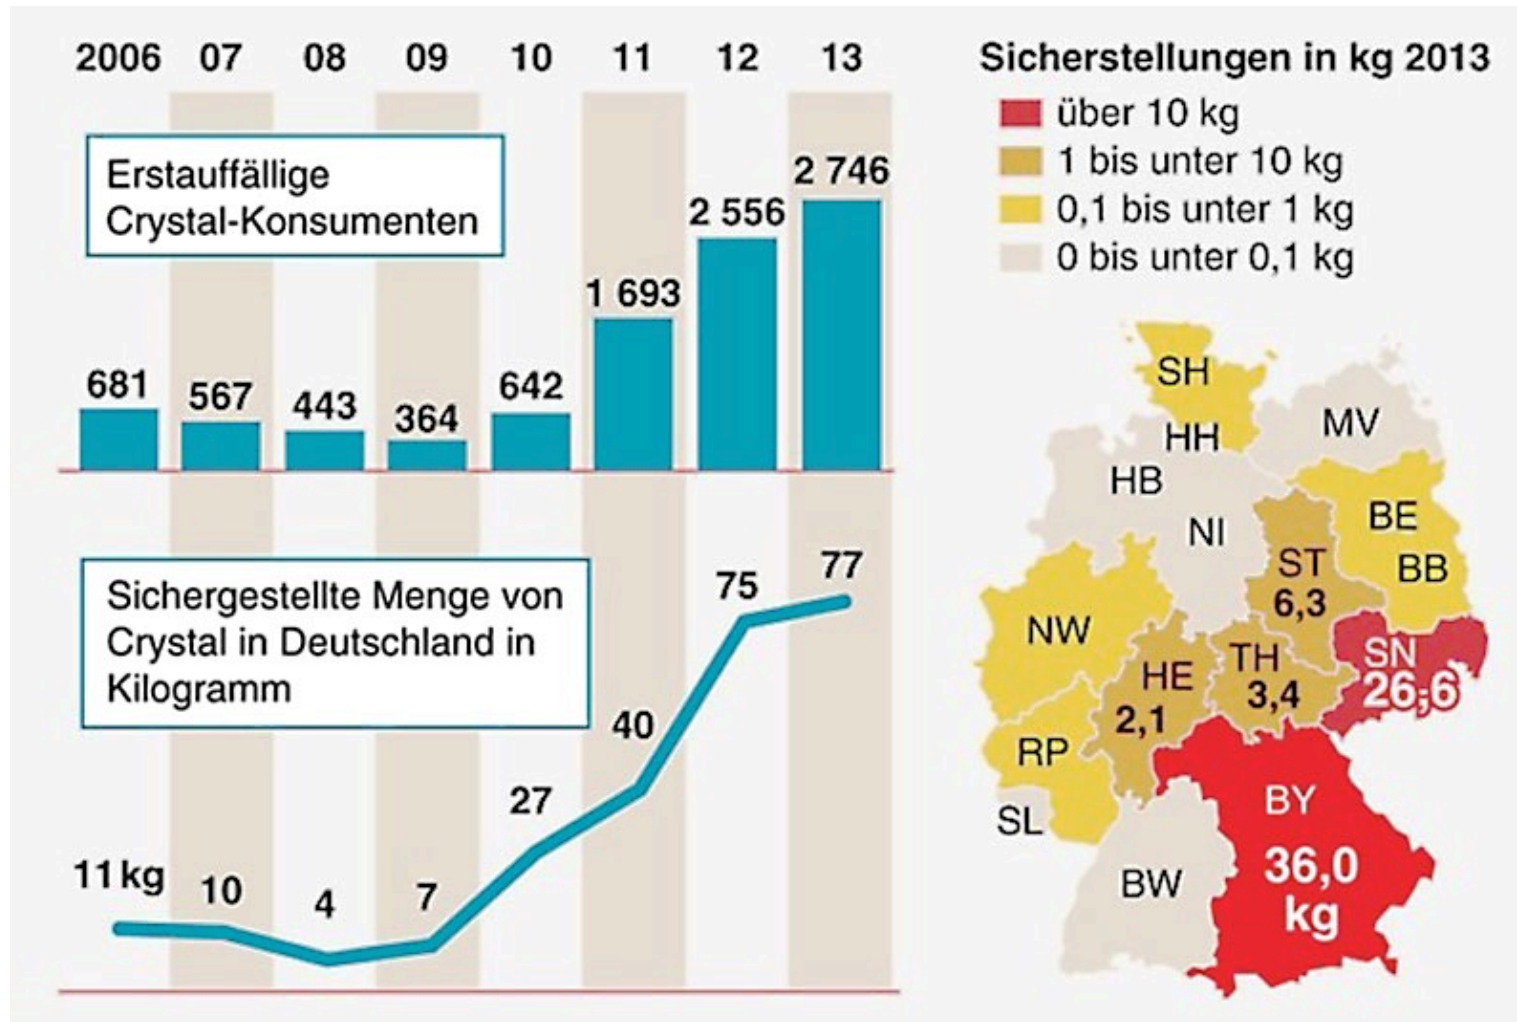 2006 07 08 09 10 11 12 13
Erstauffällige
Crystal-Konsumenten
681 567 443 364 642 1 693 2 556 2 746
Sichergestellte Menge von
Crystal in Deutschland in
Kilogramm
11 kg 10 4 7 27 40 75 77
Sicherstellungen in kg 2013
über 10 kg
1 bis unter 10 kg
0,1 bis unter 1 kg
0 bis unter 0,1 kg
SH
MV
HH
HB
NI
BE
BB
ST
6,3
NW
HE
2,1
TH
3,4
SN
26,6
RP
SL
BW
BY
36,0
kg